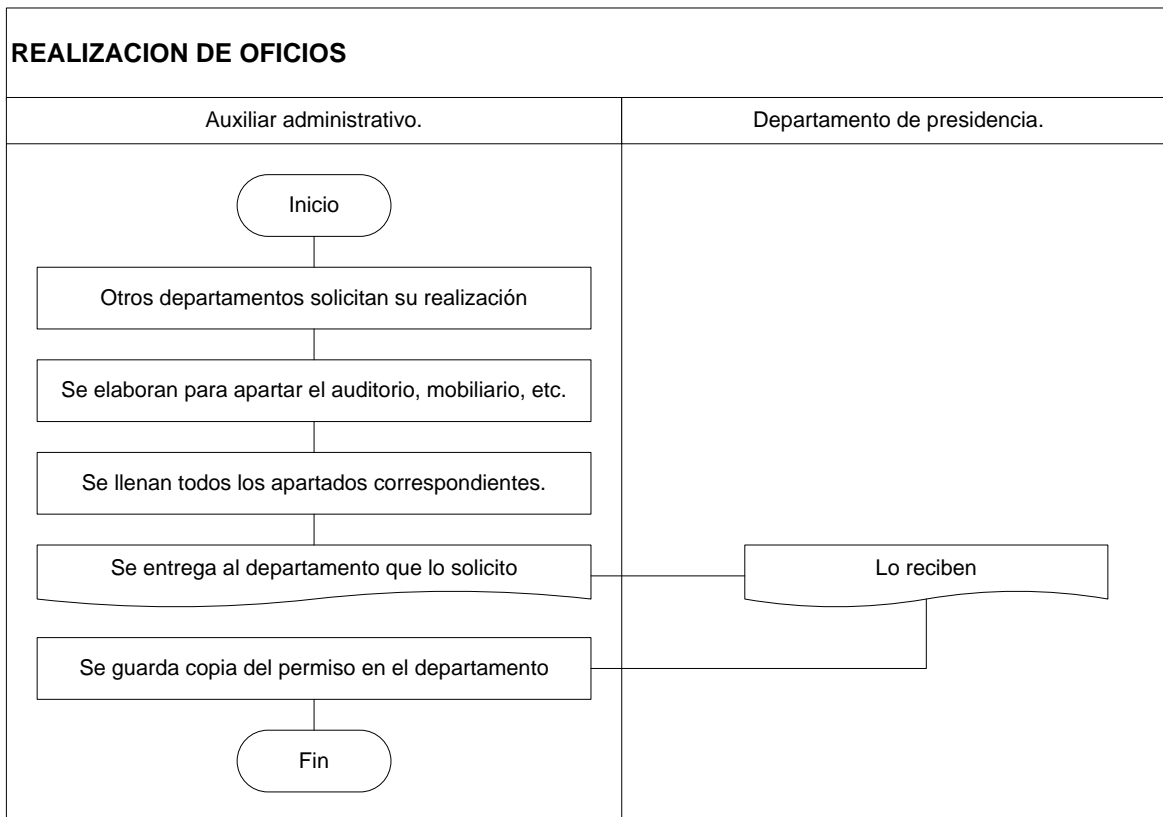 REALIZACION DE OFICIOS
Auxiliar administrativo.
Departamento de presidencia.
Inicio
Otros departamentos solicitan su realización
Se elaboran para apartar el auditorio, mobiliario, etc.
Se llenan todos los apartados correspondientes.
Se entrega al departamento que lo solicito
Lo reciben
Se guarda copia del permiso en el departamento
Fin